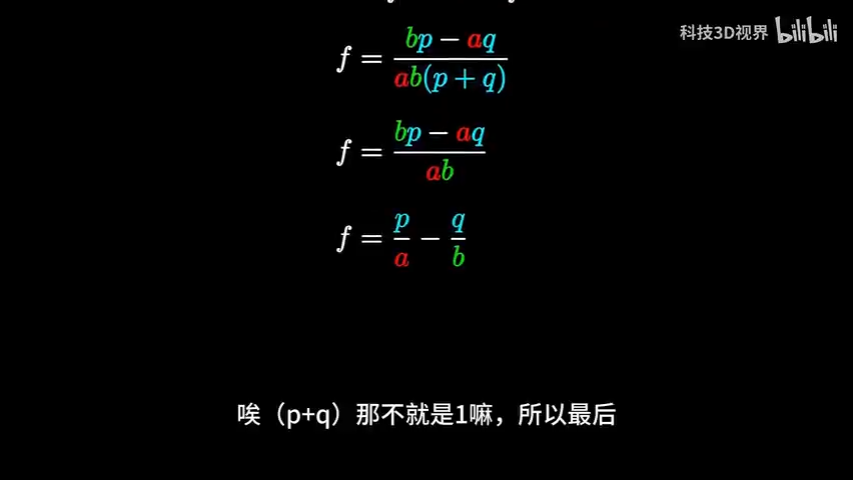 科技3D视界 bilibili
f = \frac{bp - aq}{ab(p + q)}
f = \frac{bp - aq}{ab}
f = \frac{p}{a} - \frac{q}{b}
唉（p+q）那不就是1嘛，所以最后